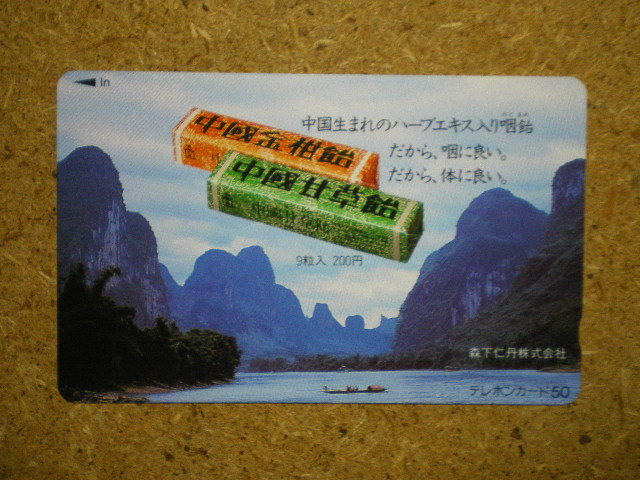 In
中国生まれのハーブエキス入り咽飴
だから、咽に良い。
だから、体に良い。
中國金柑飴
中國甘草飴
9粒入 200円
森下仁丹株式会社
テレホンカード50